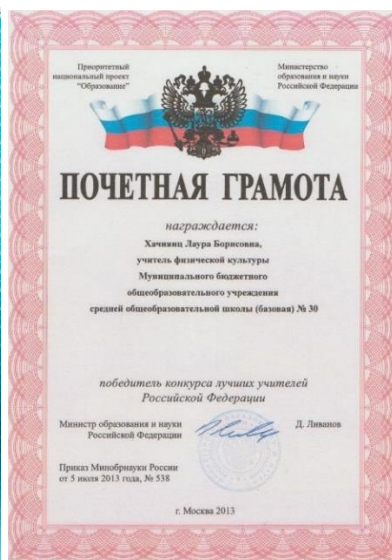 Приоритетный
национальный проект
"Образование"
Министерство
образования и науки
Российской Федерации
ПОЧЕТНАЯ ГРАМОТА
награждается:
Хачиянц Лаура Борисовна,
учитель физической культуры
Муниципального бюджетного
общеобразовательного учреждения
средней общеобразовательной школы (базовая) № 30
победитель конкурса лучших учителей
Российской Федерации
Министр образования и науки
Российской Федерации
Д. Ливанов
Приказ Минобрнауки России
от 5 июля 2013 года, № 538
г. Москва 2013